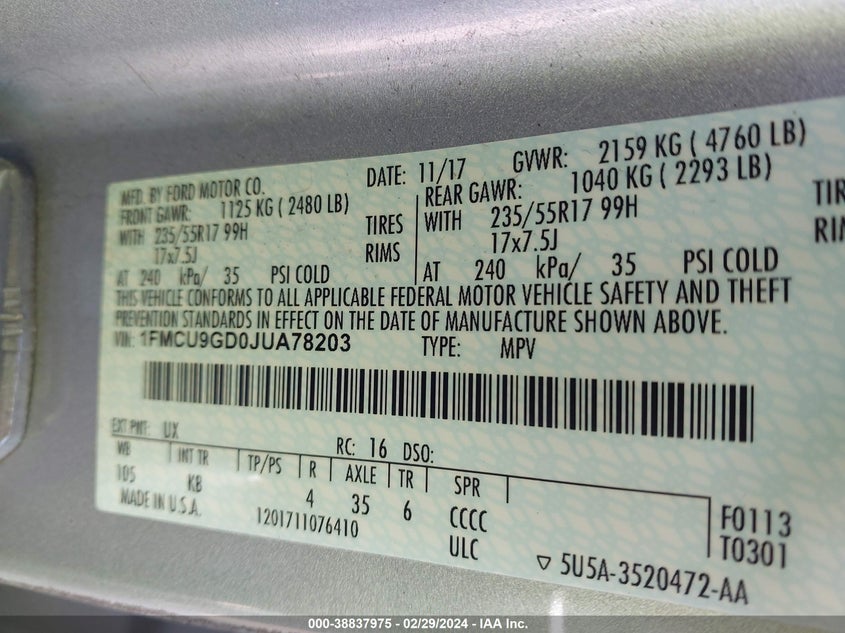 MFD. BY FORD MOTOR CO. DATE: 11/17 GVWR: 2159 KG ( 4760 LB)
FRONT GAWR: 1125 KG ( 2480 LB) REAR GAWR: 1040 KG ( 2293 LB)
WITH 235/55R17 99H TIRES WITH 235/55R17 99H TIRE
17x7.5J RIMS 17x7.5J RIM
AT 240 kPa/ 35 PSI COLD AT 240 kPa/ 35 PSI COLD
THIS VEHICLE CONFORMS TO ALL APPLICABLE FEDERAL MOTOR VEHICLE SAFETY AND THEFT
PREVENTION STANDARDS IN EFFECT ON THE DATE OF MANUFACTURE SHOWN ABOVE.
VIN: 1FMCU9GD0JUA78203 TYPE: MPV
EXT PNT: UX RC: 16 DSO:
WB INT TR TP/PS R AXLE TR SPR
105 KB 4 35 6 CCCC F0113
MADE IN U.S.A. 1201711076410 ULC T0301
▽ 5U5A-3520472-AA
000-38837975 - 02/29/2024 - IAA Inc.